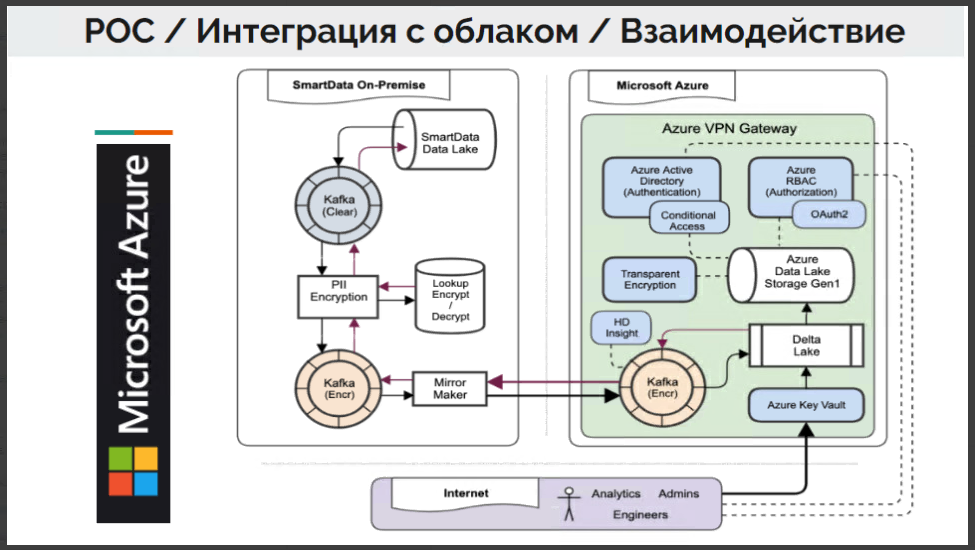 POC / Интеграция с облаком / Взаимодействие
Microsoft Azure
SmartData On-Premise
SmartData
Data Lake
Kafka
(Clear)
PII
Encryption
Lookup
Encrypt
/
Decrypt
Kafka
(Encr)
Mirror
Maker
Microsoft Azure
Azure VPN Gateway
Azure Active
Directory
(Authentication)
Conditional
Access
Azure
RBAC
(Authorization)
OAuth2
Transparent
Encryption
Azure
Data Lake
Storage Gen1
HD
Insight
Kafka
(Encr)
Delta
Lake
Azure Key Vault
Internet
Analytics Admins
Engineers